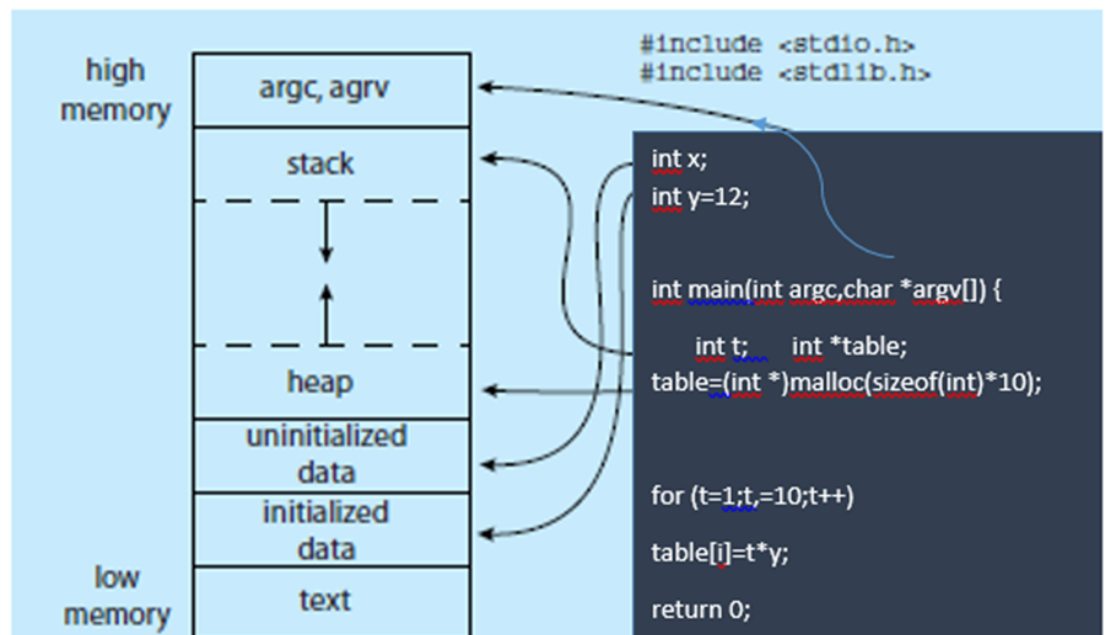 high
memory
argc, agrv
stack
heap
uninitialized
data
initialized
data
low
memory
text
#include <stdio.h>
#include <stdlib.h>
int x;
int y=12;
int main(int argc,char *argv[]) {
int t; int *table;
table=(int *)malloc(sizeof(int)*10);
for (t=1;t,=10;t++)
table[i]=t*y;
return 0;